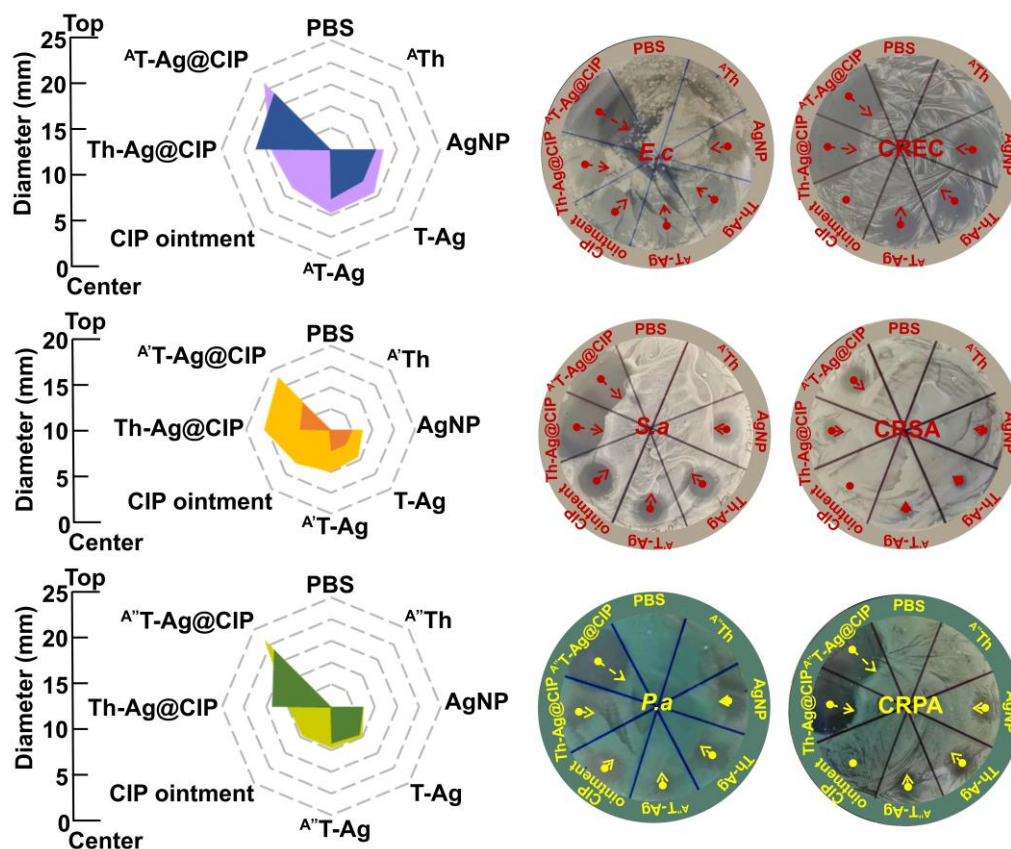 Top
25
20
15
10
5
0
Center
Diameter (mm)
PBS
ᴬTh
AgNP
T-Ag
ᴬT-Ag
CIP ointment
Th-Ag@CIP
ᴬT-Ag@CIP
PBS
ᴬTh
AgNP
Th-Ag
ᴬT-Ag
CIP
ointment
Th-Ag@CIP
ᴬT-Ag@CIP
E.c
PBS
ᴬTh
AgNP
Th-Ag
ᴬT-Ag
CIP
ointment
Th-Ag@CIP
ᴬT-Ag@CIP
CREC
Top
20
15
10
5
0
Center
Diameter (mm)
PBS
ᴬ'Th
AgNP
T-Ag
ᴬ'T-Ag
CIP ointment
Th-Ag@CIP
ᴬ'T-Ag@CIP
PBS
ᴬ'Th
AgNP
Th-Ag
ᴬ'T-Ag
CIP
ointment
Th-Ag@CIP
ᴬ'T-Ag@CIP
S.a
PBS
ᴬ'Th
AgNP
Th-Ag
ᴬ'T-Ag
CIP
ointment
Th-Ag@CIP
ᴬ'T-Ag@CIP
CRSA
Top
25
20
15
10
5
0
Center
Diameter (mm)
PBS
ᴬ''Th
AgNP
T-Ag
ᴬ''T-Ag
CIP ointment
Th-Ag@CIP
ᴬ''T-Ag@CIP
PBS
ᴬ''Th
AgNP
Th-Ag
ᴬ''T-Ag
CIP
ointment
Th-Ag@CIP
ᴬ''T-Ag@CIP
P.a
PBS
ᴬ''Th
AgNP
Th-Ag
ᴬ''T-Ag
CIP
ointment
Th-Ag@CIP
ᴬ''T-Ag@CIP
CRPA